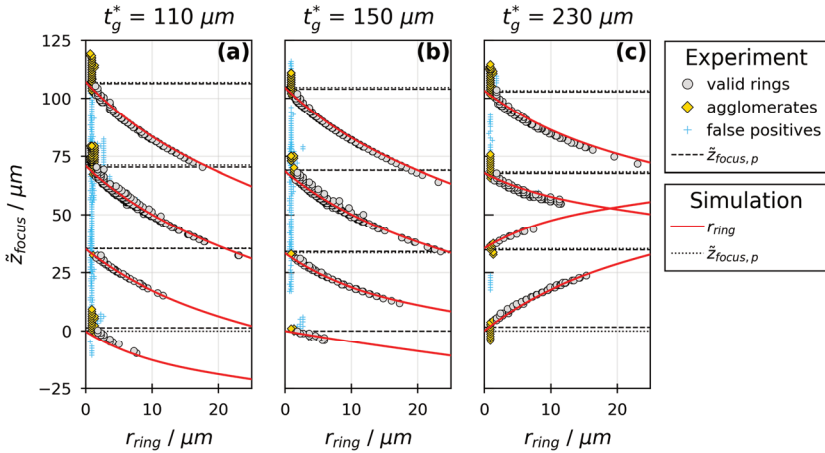 t*g = 110 μm
t*g = 150 μm
t*g = 230 μm
(a)
(b)
(c)
125
100
75
50
25
0
−25
z̃focus / μm
0 10 20
0 10 20
0 10 20
rring / μm
rring / μm
rring / μm
Experiment
valid rings
agglomerates
false positives
z̃focus, p
Simulation
rring
z̃focus, p